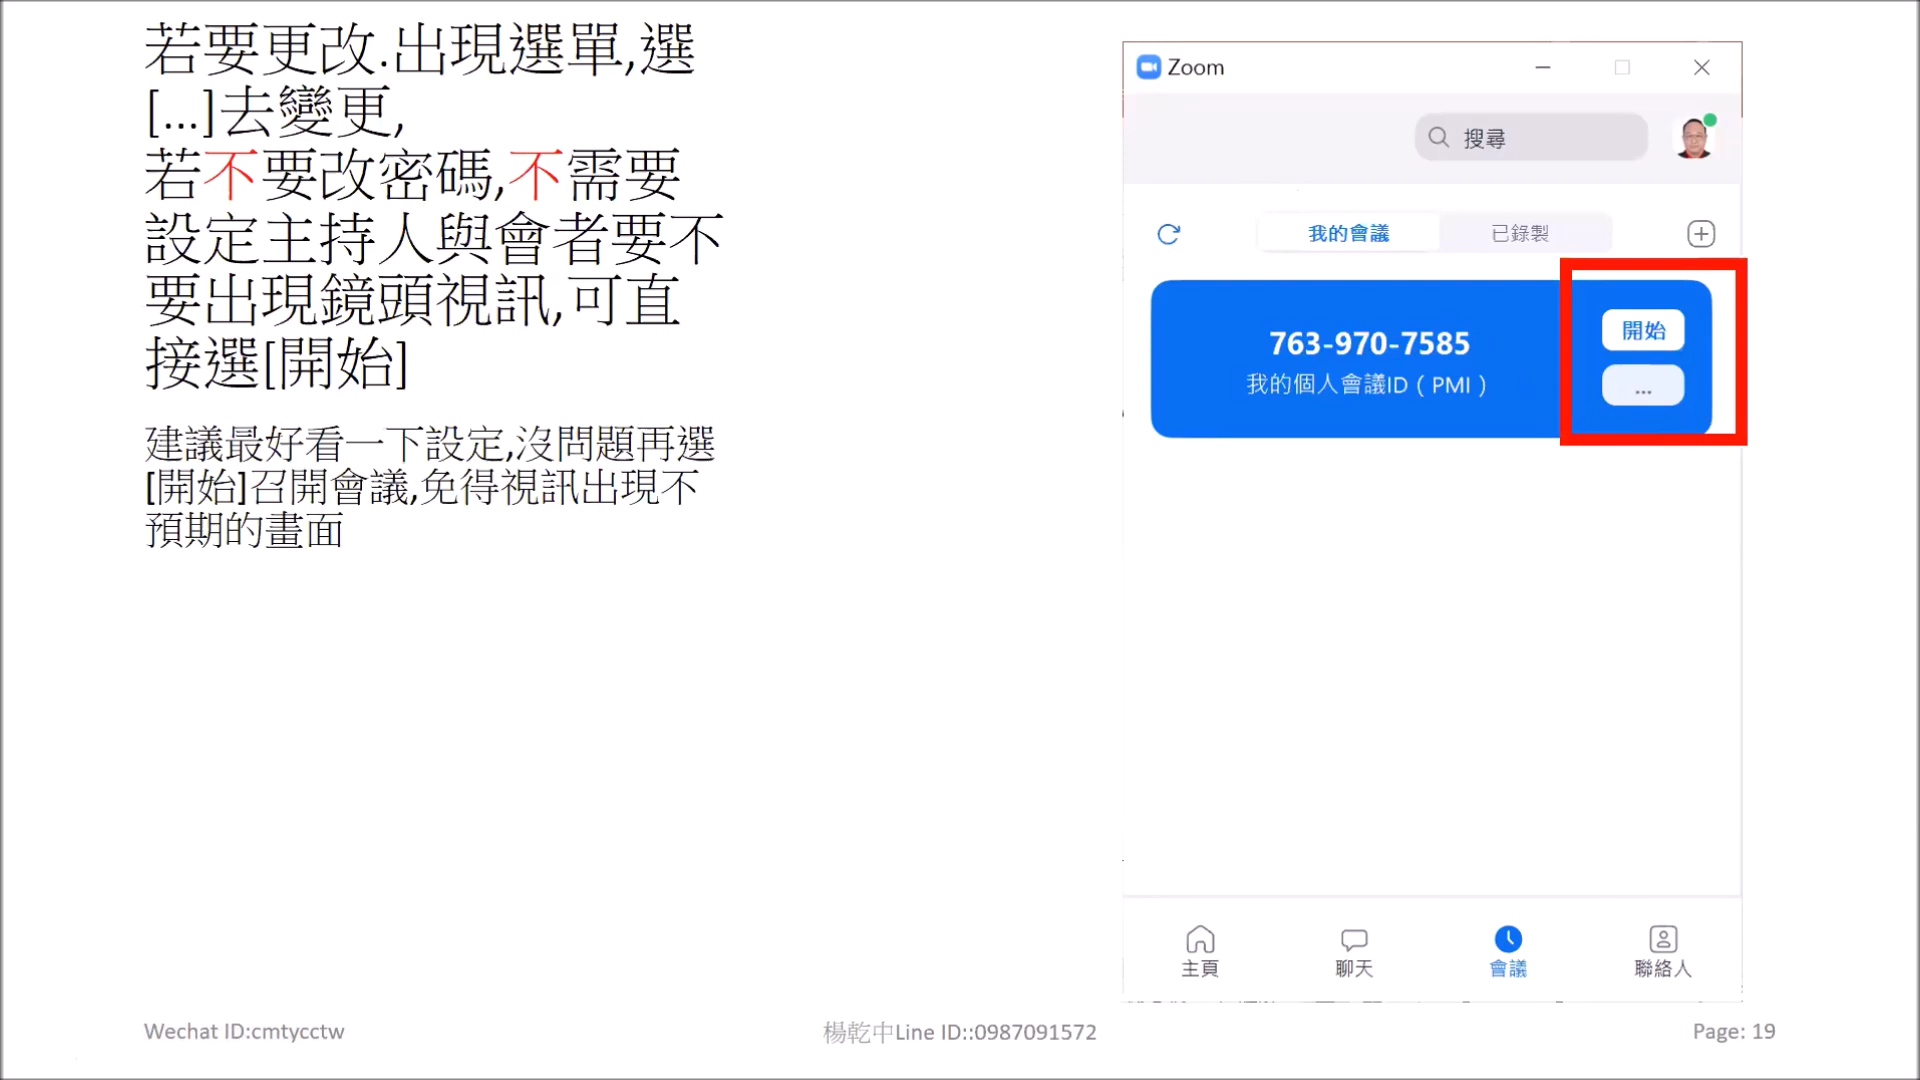 若要更改.出現選單,選
[...]去變更,
若不要改密碼,不需要
設定主持人與會者要不
要出現鏡頭視訊,可直
接選[開始]
建議最好看一下設定,沒問題再選
[開始]召開會議,免得視訊出現不
預期的畫面
Zoom
搜尋
我的會議
已錄製
763-970-7585
我的個人會議ID（PMI）
開始
...
主頁
聊天
會議
聯絡人
Wechat ID:cmtycctw
楊乾中Line ID::0987091572
Page: 19